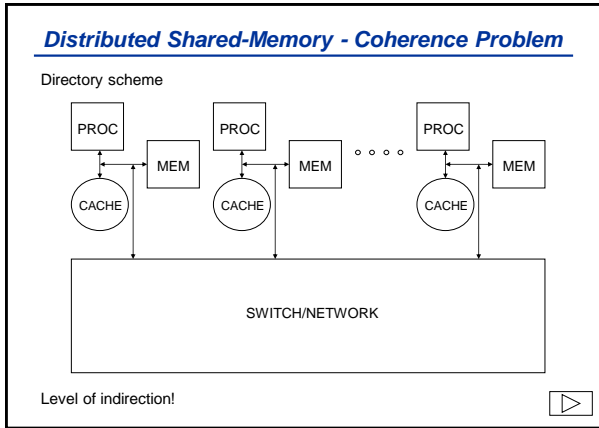 Distributed Shared-Memory - Coherence Problem
Directory scheme
PROC
MEM
CACHE
PROC
MEM
CACHE
PROC
MEM
CACHE
SWITCH/NETWORK
Level of indirection!